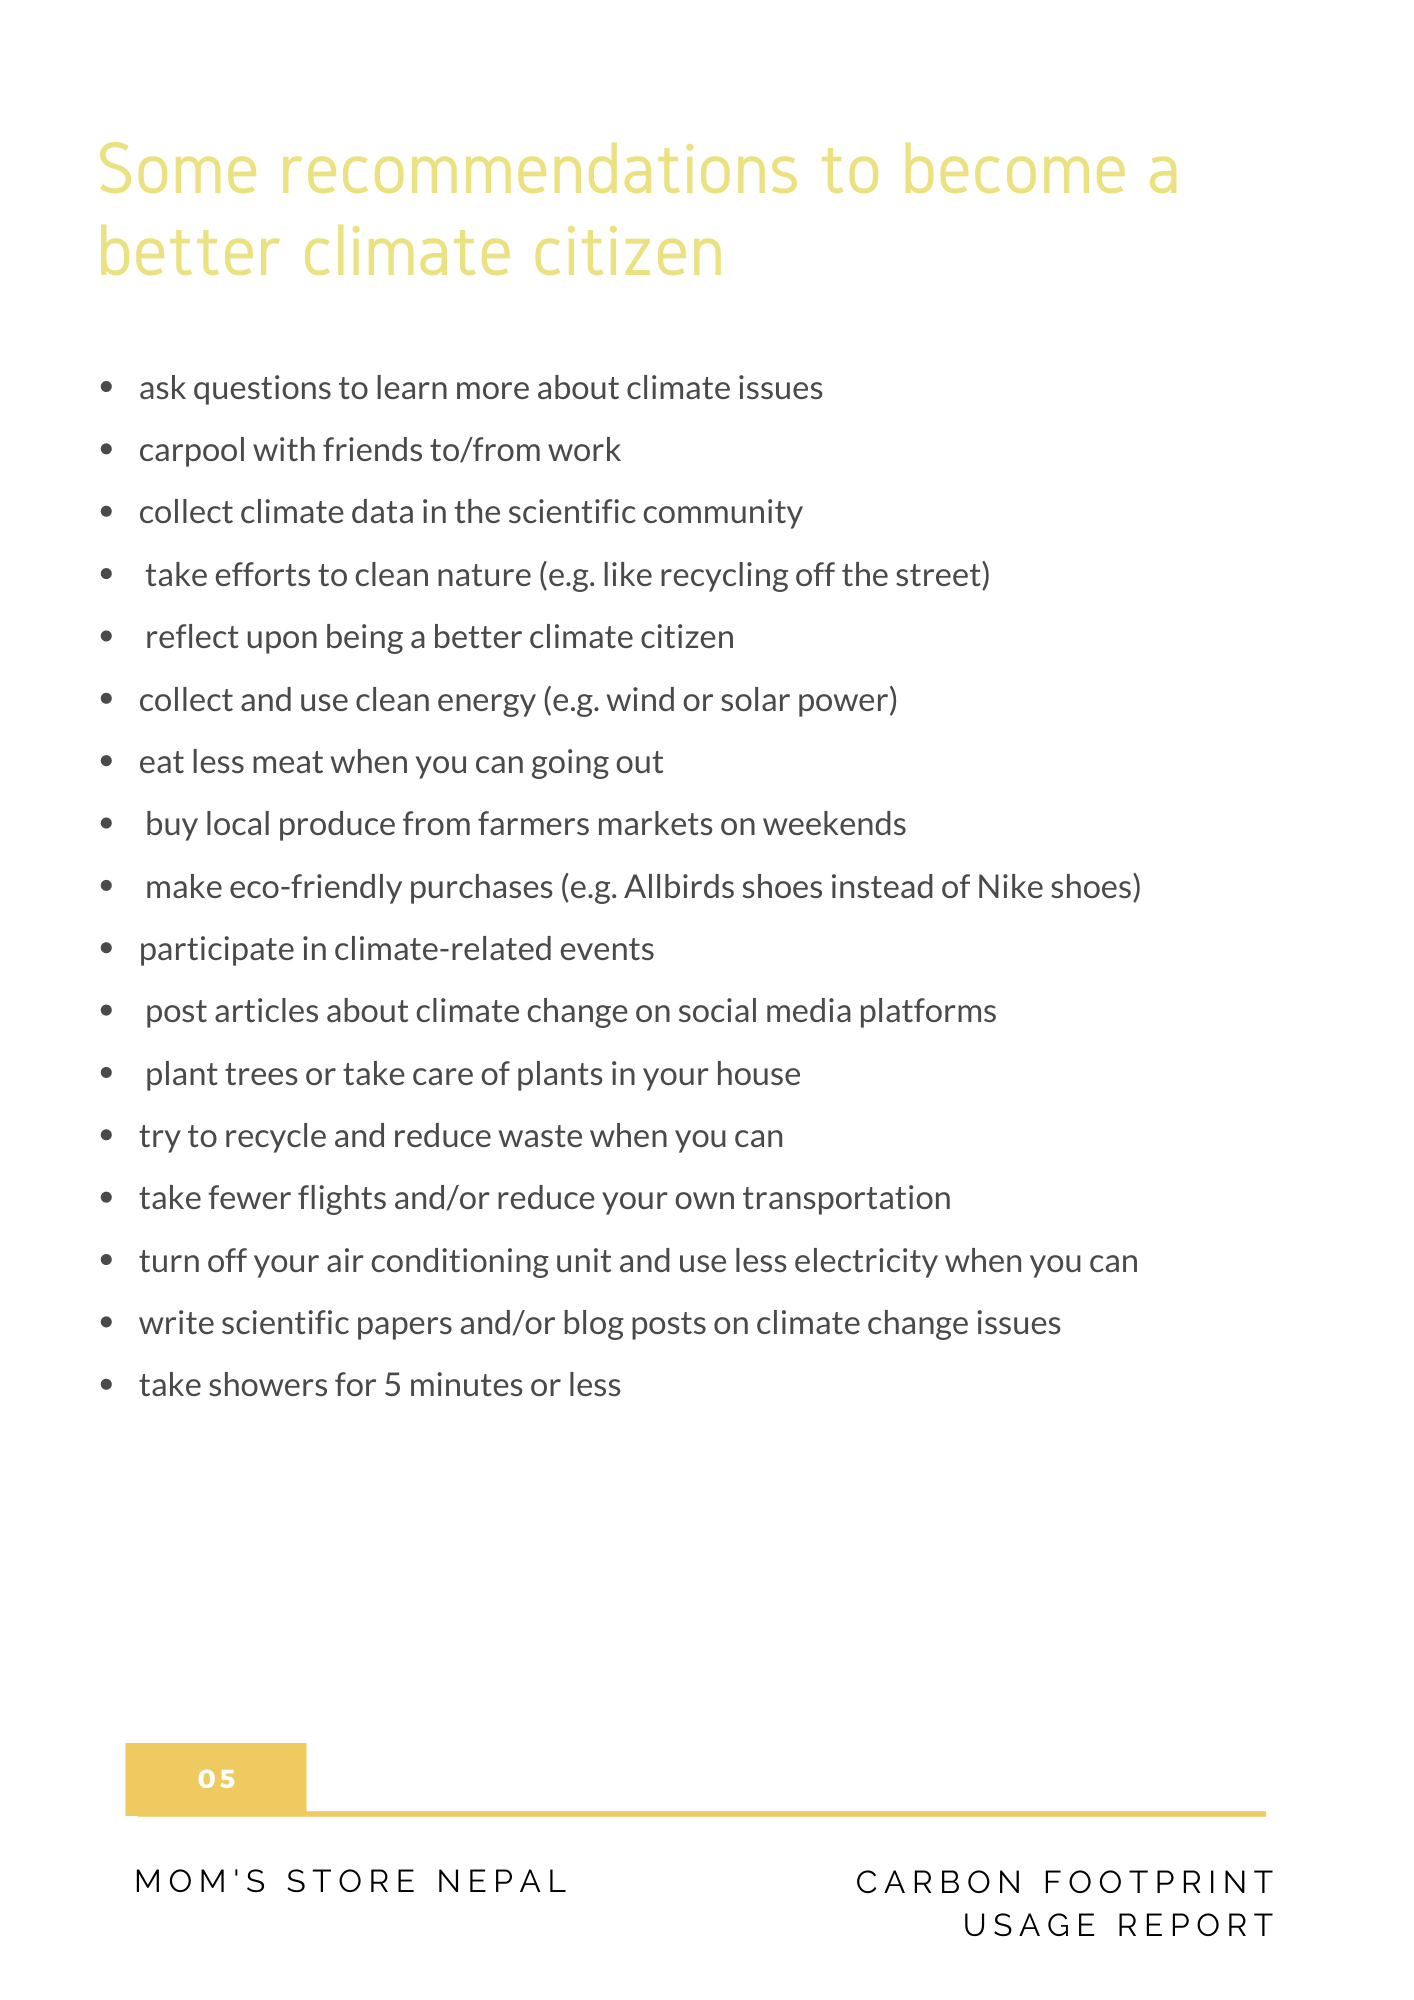 Some recommendations to become a
better climate citizen
• ask questions to learn more about climate issues
• carpool with friends to/from work
• collect climate data in the scientific community
• take efforts to clean nature (e.g. like recycling off the street)
• reflect upon being a better climate citizen
• collect and use clean energy (e.g. wind or solar power)
• eat less meat when you can going out
• buy local produce from farmers markets on weekends
• make eco-friendly purchases (e.g. Allbirds shoes instead of Nike shoes)
• participate in climate-related events
• post articles about climate change on social media platforms
• plant trees or take care of plants in your house
• try to recycle and reduce waste when you can
• take fewer flights and/or reduce your own transportation
• turn off your air conditioning unit and use less electricity when you can
• write scientific papers and/or blog posts on climate change issues
• take showers for 5 minutes or less
05
MOM'S STORE NEPAL
CARBON FOOTPRINT
USAGE REPORT